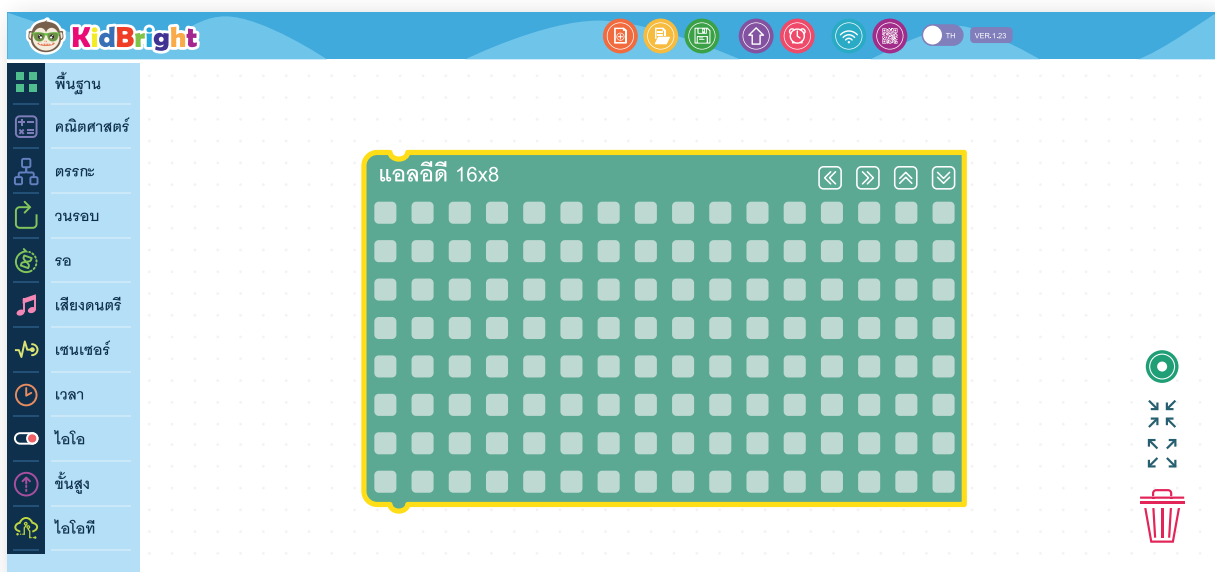 KidBright
TH
VER.1.23
พื้นฐาน
คณิตศาสตร์
ตรรกะ
วนรอบ
รอ
เสียงดนตรี
เซนเซอร์
เวลา
ไอโอ
ขั้นสูง
ไอโอที
แอลอีดี 16x8